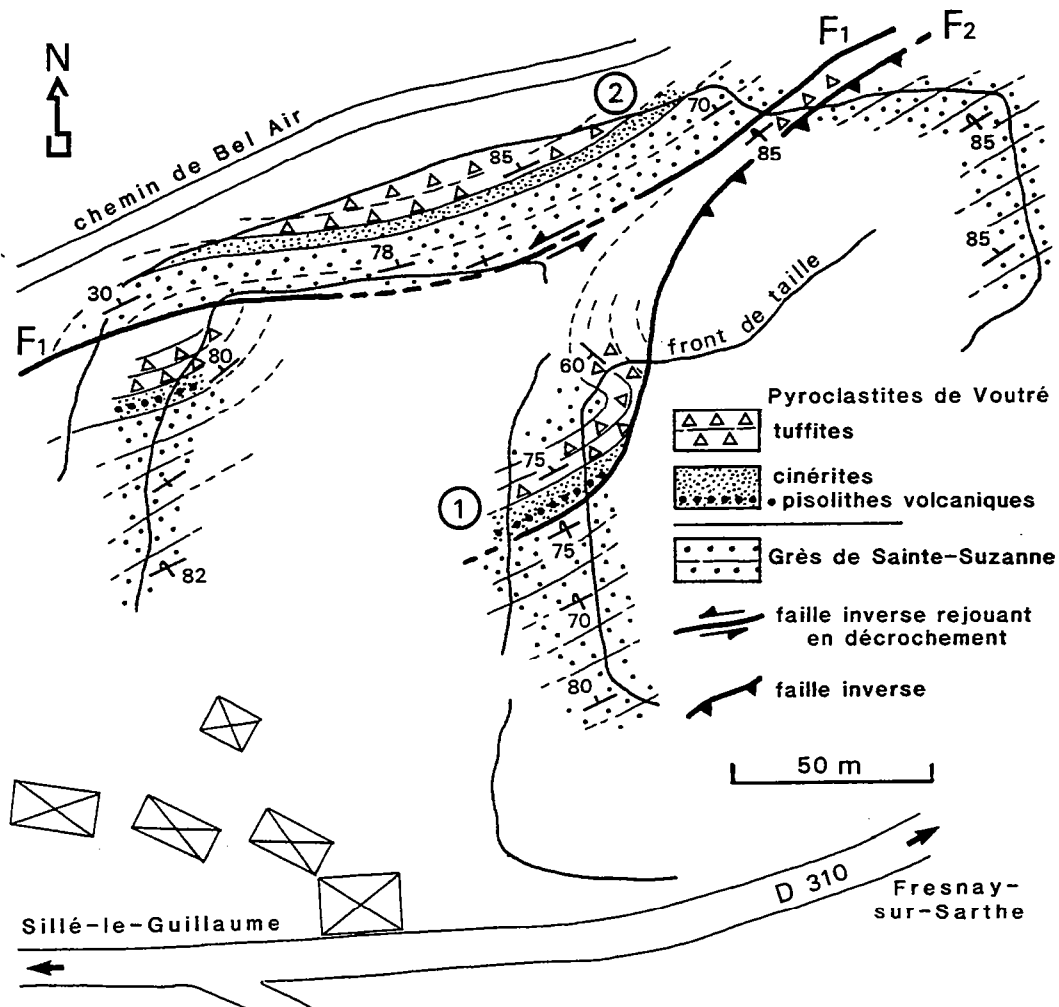 N
chemin de Bel Air
2
F1
F2
70
85
85
85
78
30
85
F1
80
front de taille
60
75
1
75
82
70
80
Pyroclastites de Voutré
tuffites
cinérites
• pisolithes volcaniques
Grès de Sainte-Suzanne
faille inverse rejouant
en décrochement
faille inverse
50 m
D 310
Sillé-le-Guillaume
Fresnay-
sur-Sarthe